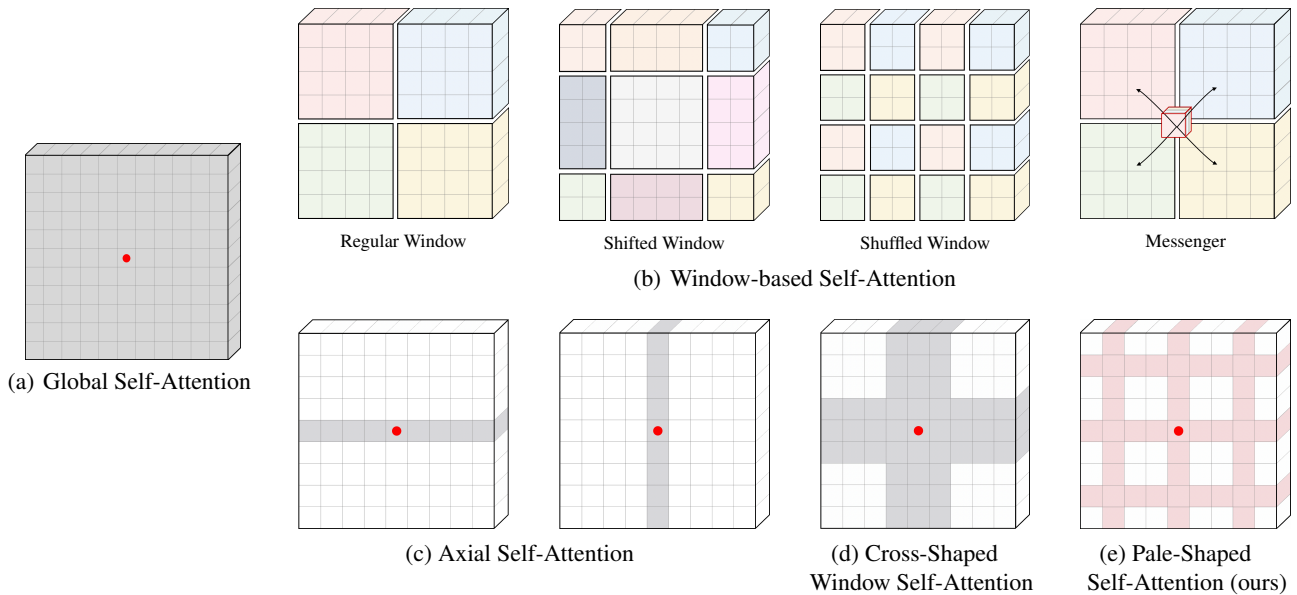 Regular Window
Shifted Window
Shuffled Window
Messenger
(b) Window-based Self-Attention
(a) Global Self-Attention
(c) Axial Self-Attention
(d) Cross-Shaped
Window Self-Attention
(e) Pale-Shaped
Self-Attention (ours)